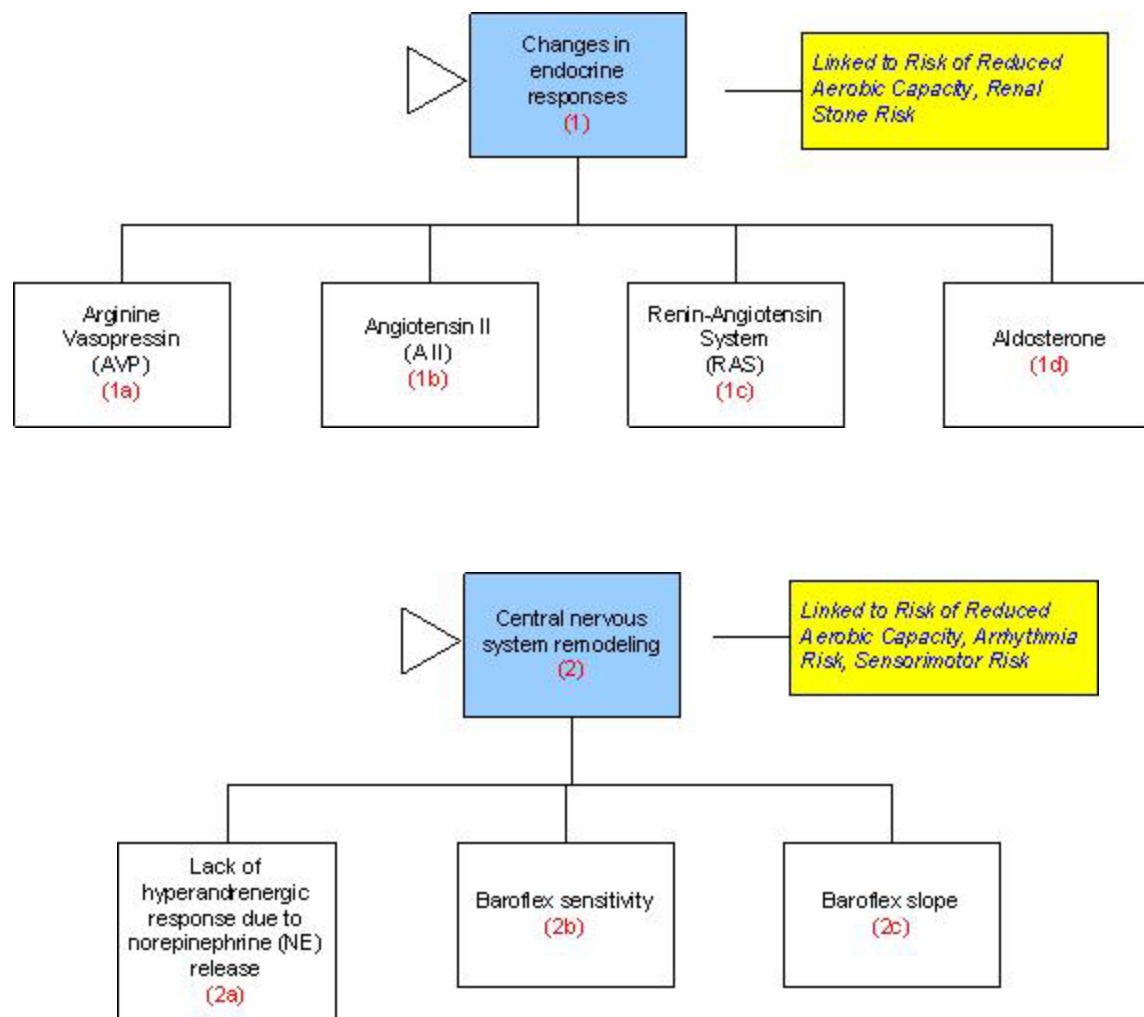 Changes in
endocrine
responses
(1)
Linked to Risk of Reduced
Aerobic Capacity, Renal
Stone Risk
Arginine
Vasopressin
(AVP)
(1a)
Angiotensin II
(AII)
(1b)
Renin-Angiotensin
System
(RAS)
(1c)
Aldosterone
(1d)
Central nervous
system remodeling
(2)
Linked to Risk of Reduced
Aerobic Capacity, Arrhythmia
Risk, Sensorimotor Risk
Lack of
hyperandrenergic
response due to
norepinephrine (NE)
release
(2a)
Baroflex sensitivity
(2b)
Baroflex slope
(2c)